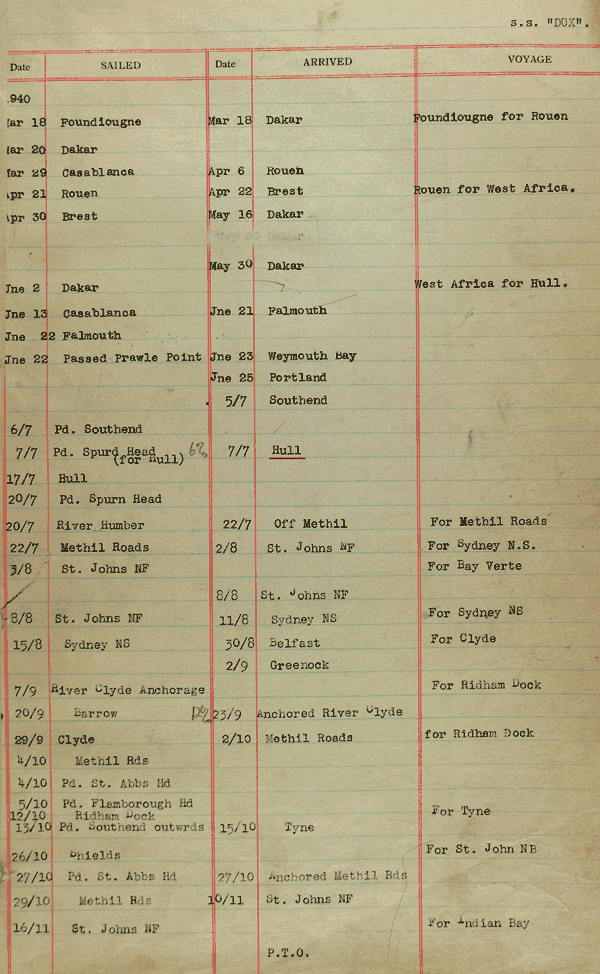 s.s. "DUX".
Date SAILED Date ARRIVED VOYAGE
.940
Mar 18 Foundiougne Mar 18 Dakar Foundiougne for Rouen
Mar 20 Dakar
Mar 29 Casablanca Apr 6 Rouen
Apr 21 Rouen Apr 22 Brest Rouen for West Africa.
Apr 30 Brest May 16 Dakar
May 30 Dakar
Jne 2 Dakar West Africa for Hull.
Jne 13 Casablanca Jne 21 Falmouth
Jne 22 Falmouth
Jne 22 Passed Prawle Point Jne 23 Weymouth Bay
Jne 25 Portland
5/7 Southend
6/7 Pd. Southend
7/7 Pd. Spurd Head 7/7 Hull
(for Hull)
17/7 Hull
20/7 Pd. Spurn Head
20/7 River Humber 22/7 Off Methil For Methil Roads
22/7 Methil Roads 2/8 St. Johns NF For Sydney N.S.
3/8 St. Johns NF For Bay Verte
8/8 St. Johns NF
8/8 St. Johns NF 11/8 Sydney NS For Sydney NS
15/8 Sydney NS 30/8 Belfast For Clyde
2/9 Greenock
7/9 River Clyde Anchorage For Ridham Dock
20/9 Barrow 23/9 Anchored River Clyde
29/9 Clyde 2/10 Methil Roads for Ridham Dock
4/10 Methil Rds
4/10 Pd. St. Abbs Hd
5/10 Pd. Flamborough Hd
12/10 Ridham Dock For Tyne
13/10 Pd. Southend outwrds 15/10 Tyne
26/10 Shields For St. John NB
27/10 Pd. St. Abbs Hd 27/10 Anchored Methil Rds
29/10 Methil Rds 10/11 St. Johns NF
16/11 St. Johns NF For Indian Bay
P.T.O.